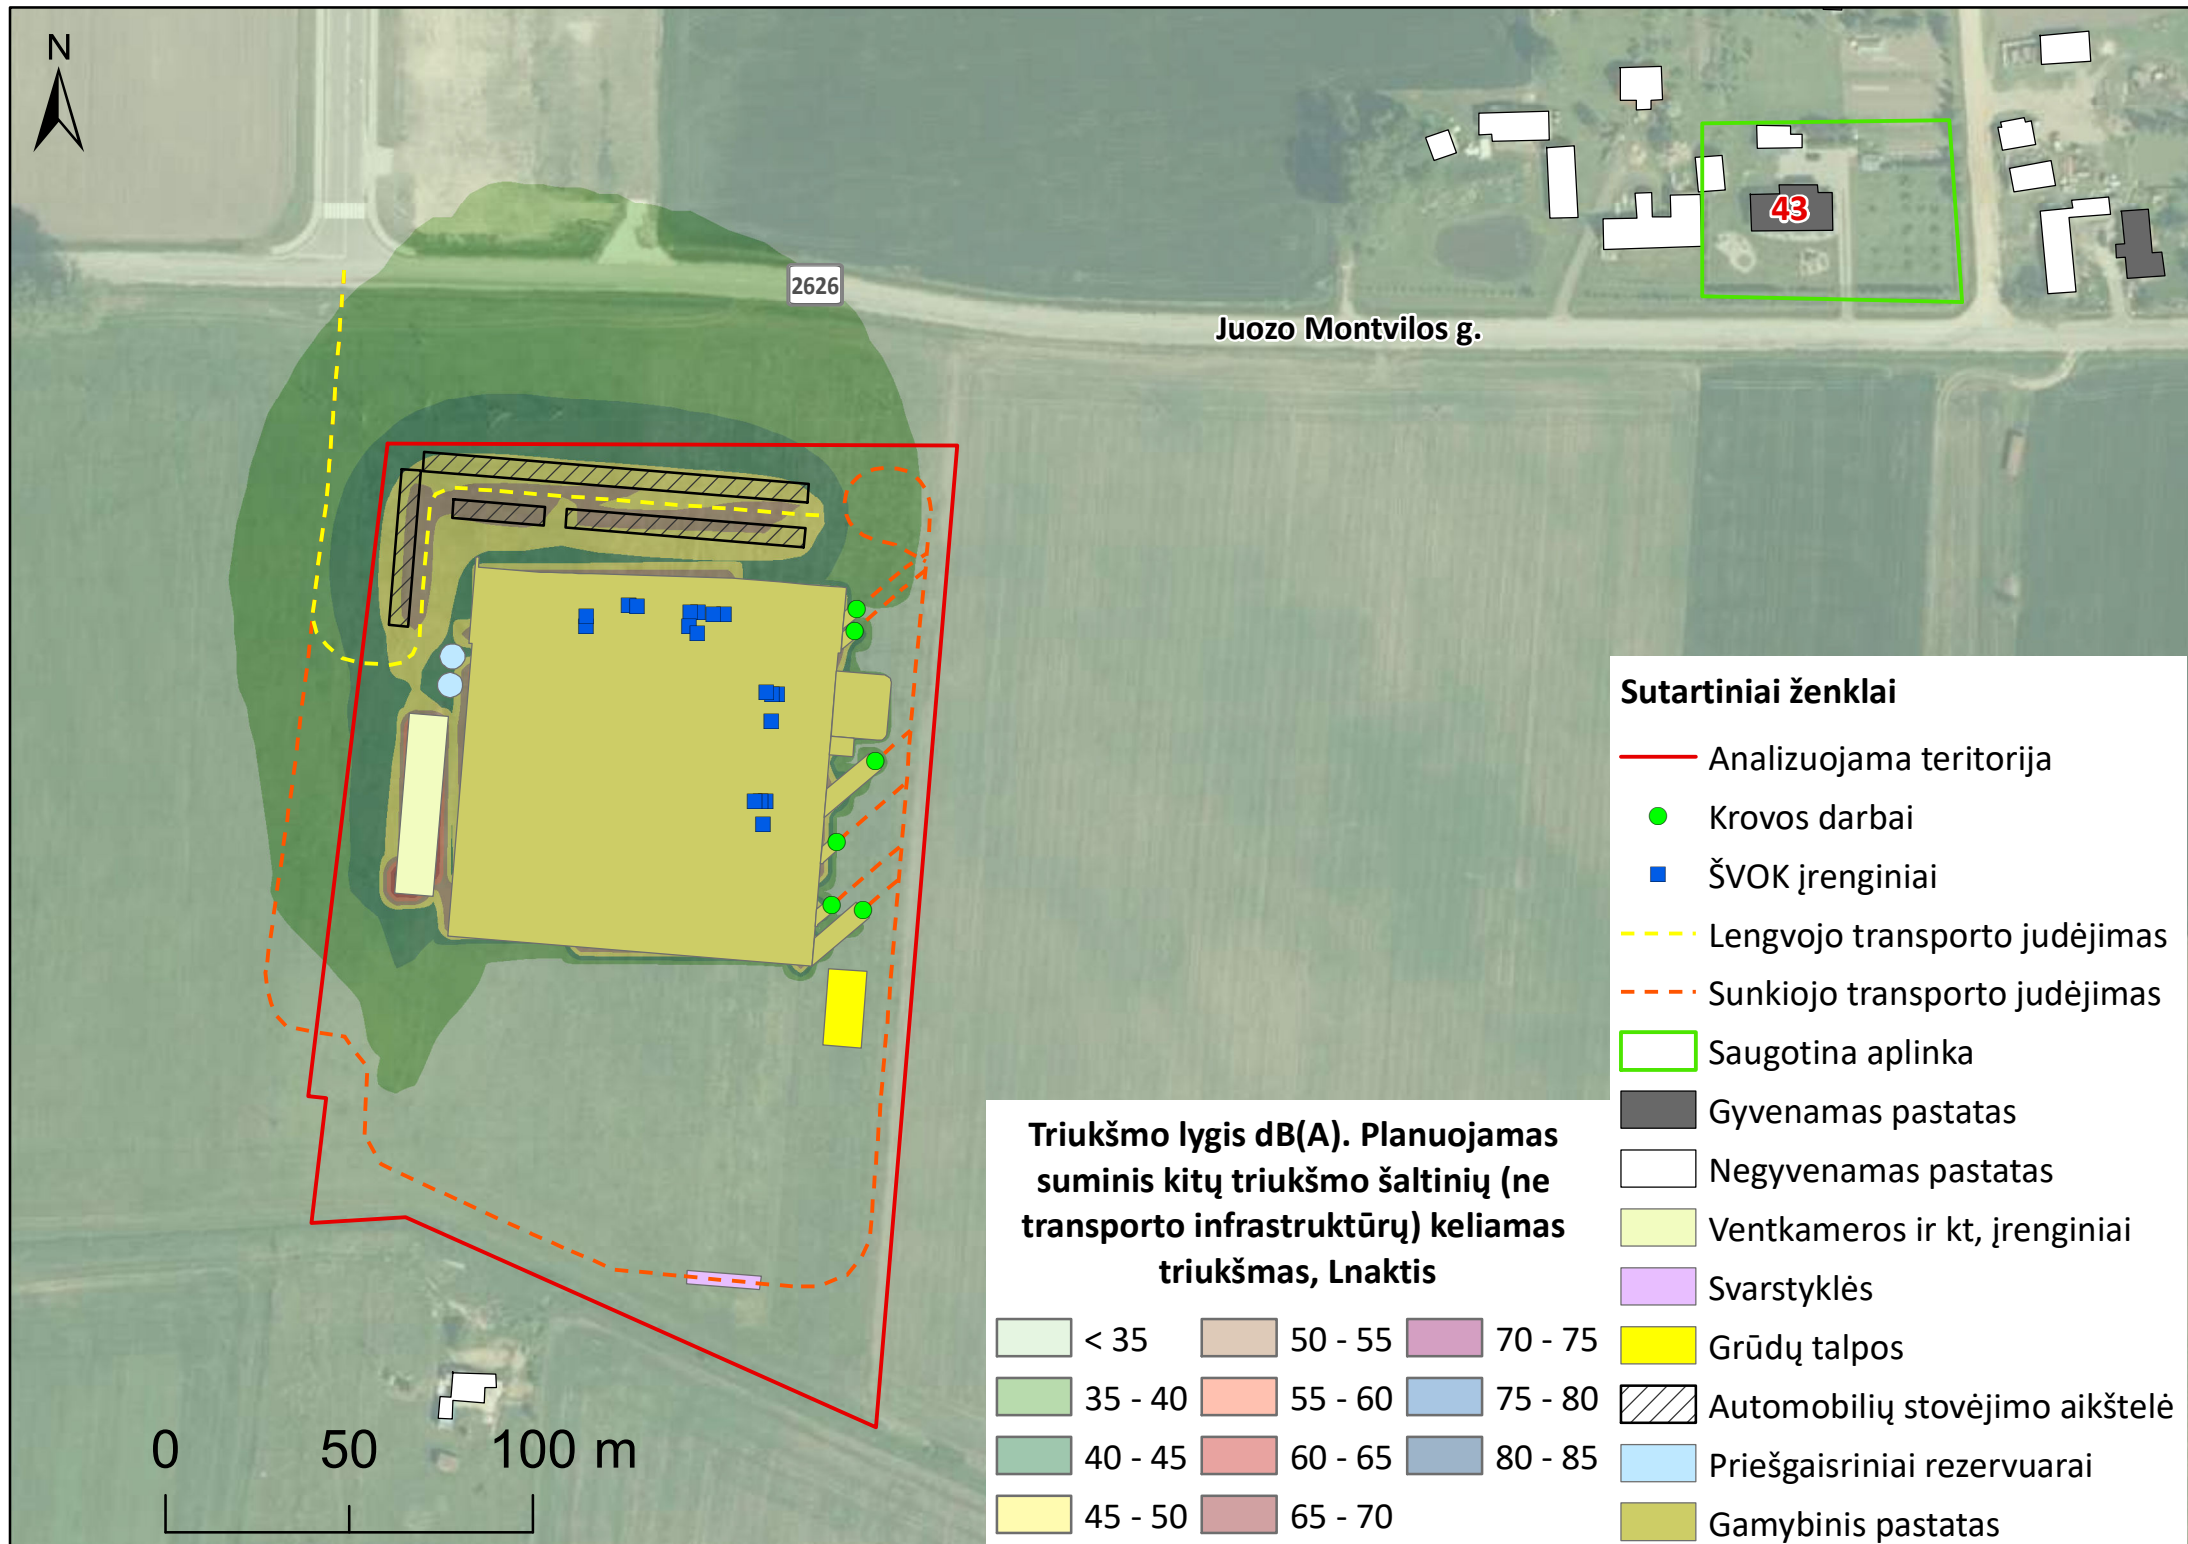 N
43
2626
Juozo Montvilos g.
Sutartiniai ženklai
Analizuojama teritorija
Krovos darbai
ŠVOK įrenginiai
Lengvojo transporto judėjimas
Sunkiojo transporto judėjimas
Saugotina aplinka
Gyvenamas pastatas
Negyvenamas pastatas
Ventkameros ir kt, įrenginiai
Svarstyklės
Grūdų talpos
Automobilių stovėjimo aikštelė
Priešgaisriniai rezervuarai
Gamybinis pastatas
Triukšmo lygis dB(A). Planuojamas
suminis kitų triukšmo šaltinių (ne
transporto infrastruktūrų) keliamas
triukšmas, Lnaktis
< 35
50 - 55
70 - 75
35 - 40
55 - 60
75 - 80
40 - 45
60 - 65
80 - 85
45 - 50
65 - 70
0 50 100 m